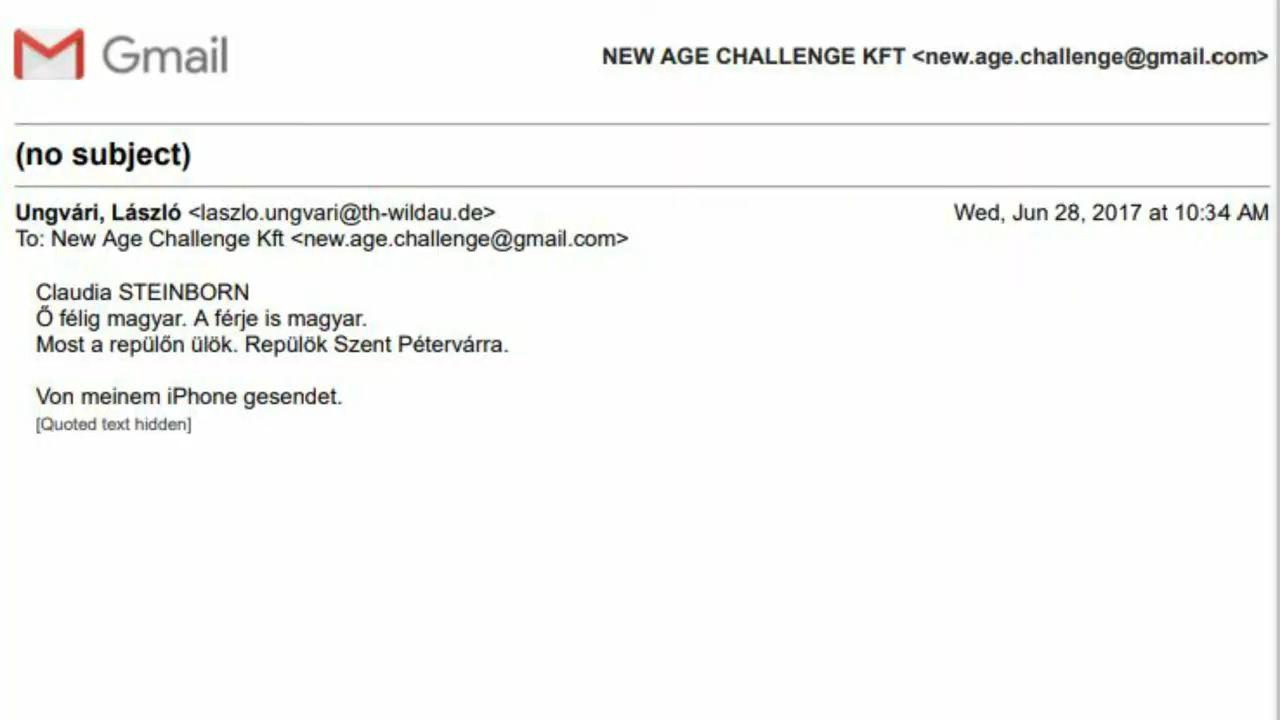 Gmail
NEW AGE CHALLENGE KFT <new.age.challenge@gmail.com>
(no subject)
Ungvári, László <laszlo.ungvari@th-wildau.de>
Wed, Jun 28, 2017 at 10:34 AM
To: New Age Challenge Kft <new.age.challenge@gmail.com>
Claudia STEINBORN
Ő félig magyar. A férje is magyar.
Most a repülőn ülök. Repülök Szent Pétervárra.
Von meinem iPhone gesendet.
[Quoted text hidden]